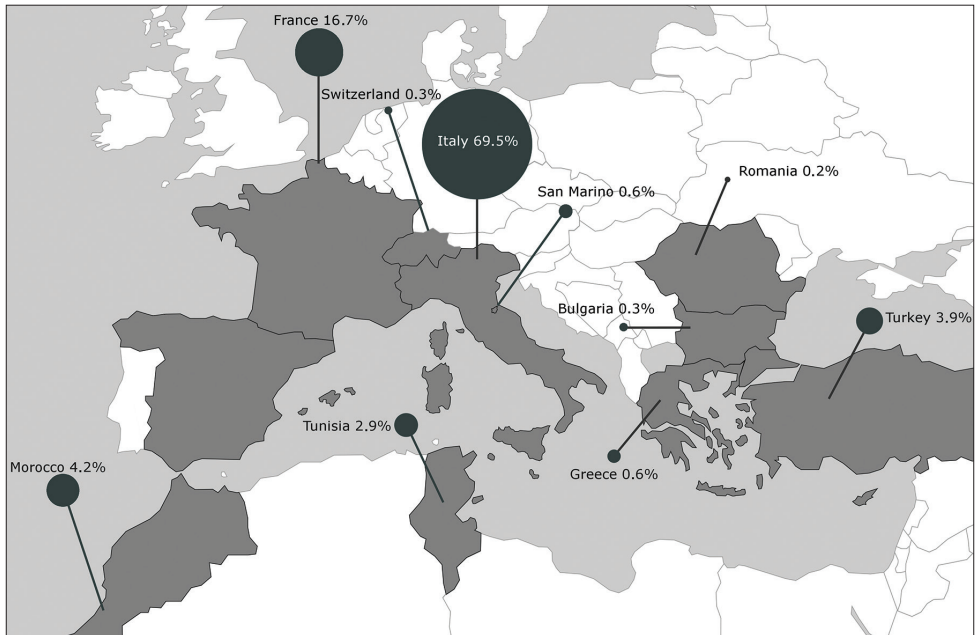 France 16.7%
Switzerland 0.3%
Italy 69.5%
Romania 0.2%
San Marino 0.6%
Bulgaria 0.3%
Turkey 3.9%
Tunisia 2.9%
Morocco 4.2%
Greece 0.6%